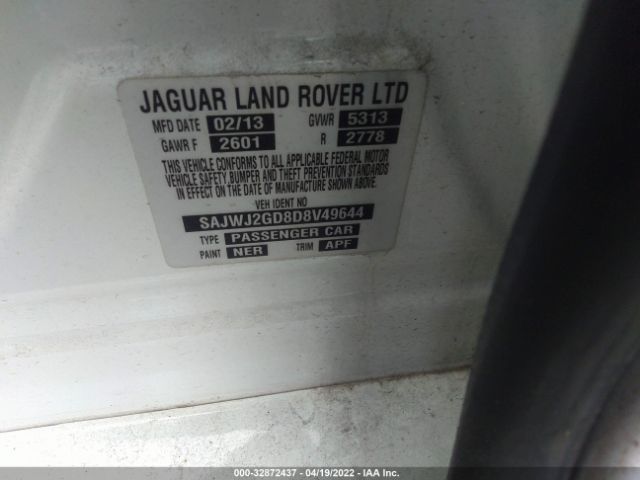 JAGUAR LAND ROVER LTD
MFD DATE 02/13 GVWR 5313
GAWR F 2601 R 2778
THIS VEHICLE CONFORMS TO ALL APPLICABLE FEDERAL MOTOR
VEHICLE SAFETY, BUMPER AND THEFT PREVENTION STANDARDS
IN EFFECT ON THE DATE OF MANUFACTURE SHOWN ABOVE.
VEH IDENT NO
SAJWJ2GD8D8V49644
TYPE PASSENGER CAR
PAINT NER TRIM APF
000-32872437 - 04/19/2022 - IAA Inc.